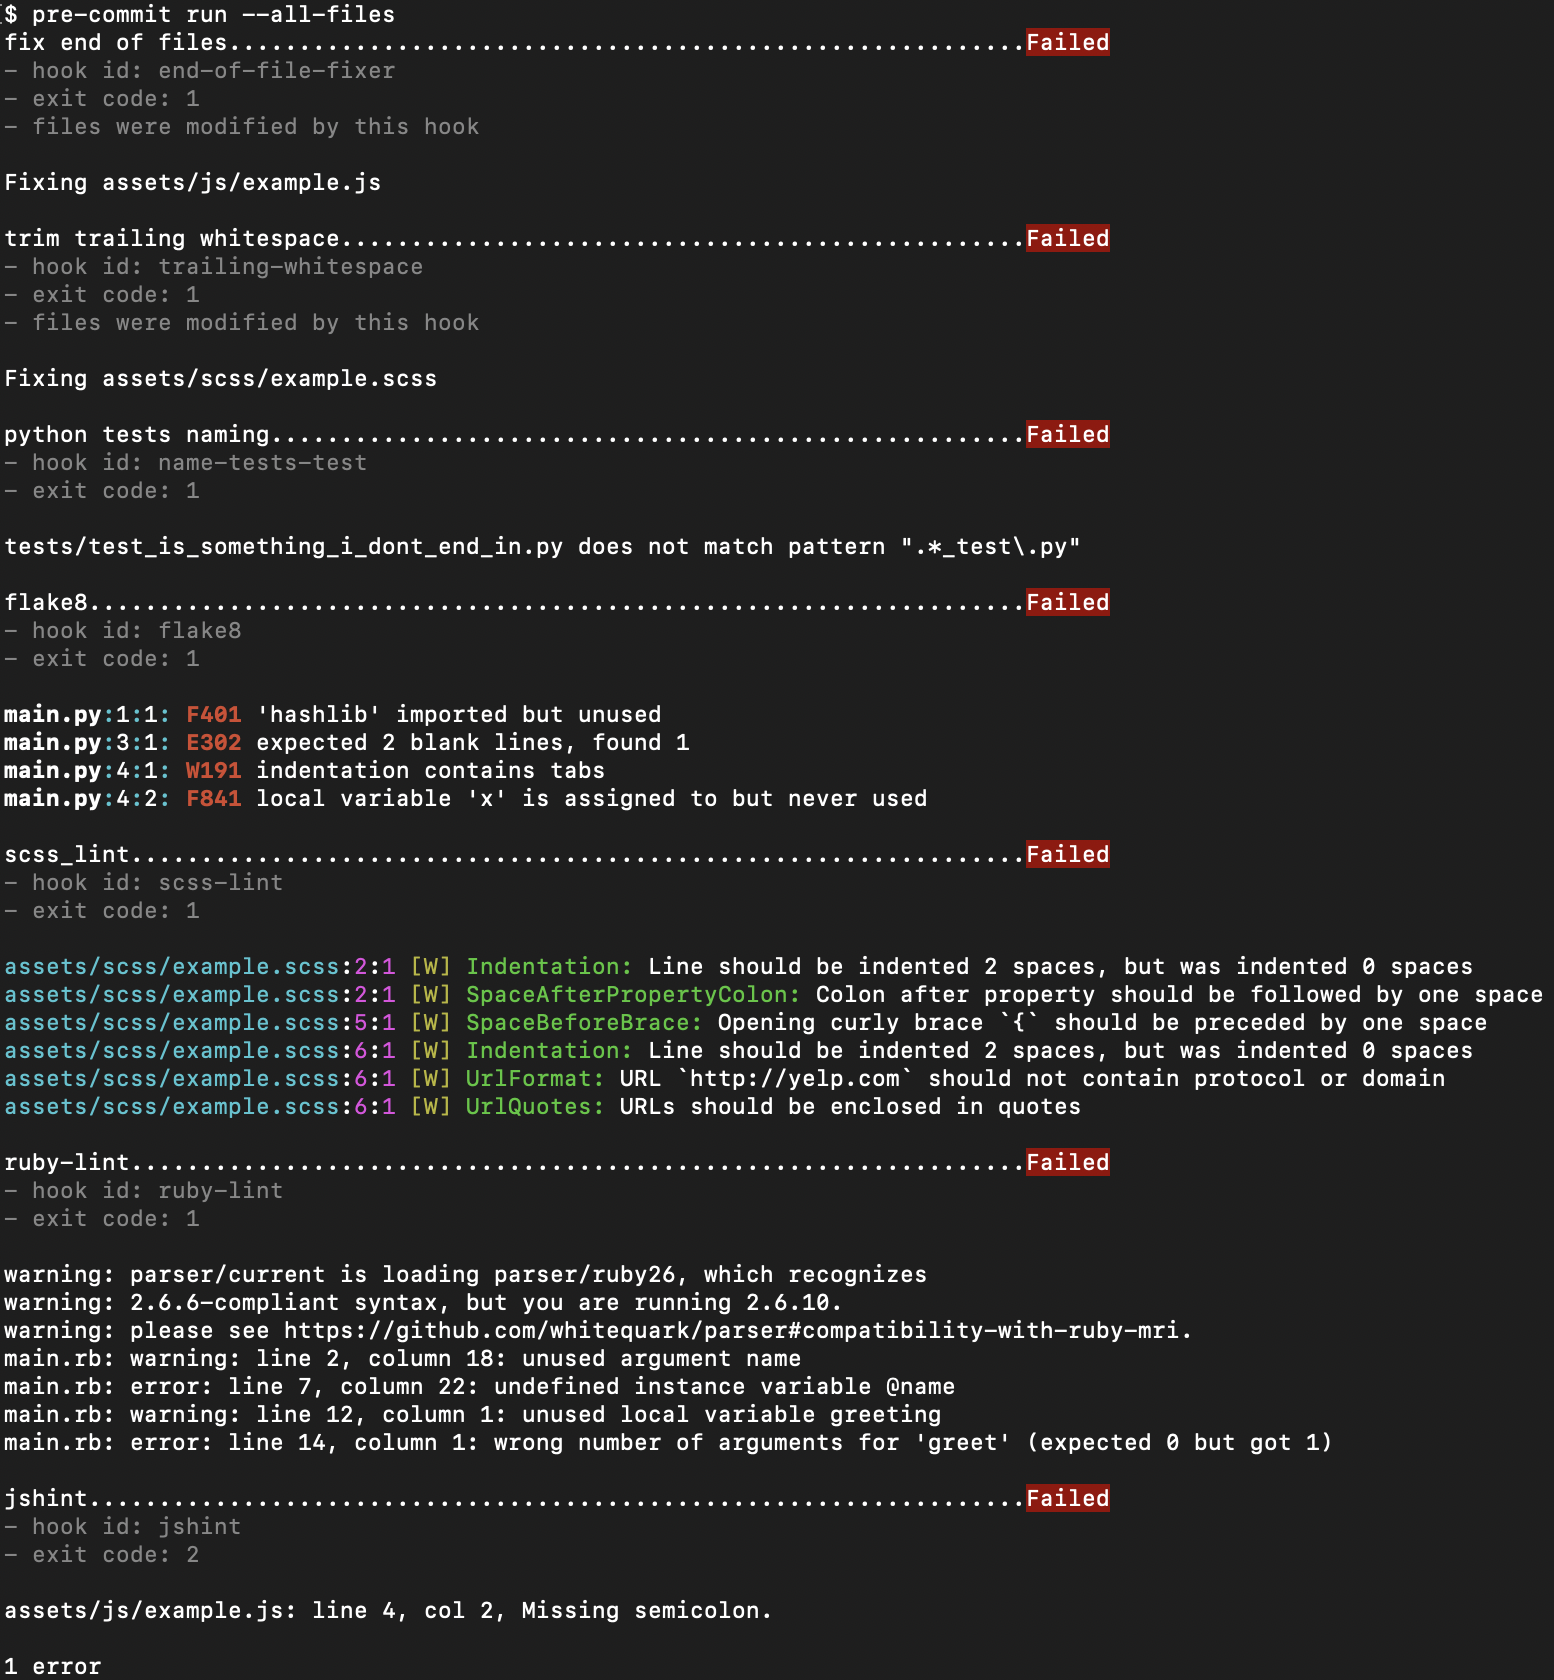 $ pre-commit run --all-files
fix end of files.........................................................Failed
- hook id: end-of-file-fixer
- exit code: 1
- files were modified by this hook

Fixing assets/js/example.js

trim trailing whitespace.................................................Failed
- hook id: trailing-whitespace
- exit code: 1
- files were modified by this hook

Fixing assets/scss/example.scss

python tests naming......................................................Failed
- hook id: name-tests-test
- exit code: 1

tests/test_is_something_i_dont_end_in.py does not match pattern ".*_test\.py"

flake8...................................................................Failed
- hook id: flake8
- exit code: 1

main.py:1:1: F401 'hashlib' imported but unused
main.py:3:1: E302 expected 2 blank lines, found 1
main.py:4:1: W191 indentation contains tabs
main.py:4:2: F841 local variable 'x' is assigned to but never used

scss_lint................................................................Failed
- hook id: scss-lint
- exit code: 1

assets/scss/example.scss:2:1 [W] Indentation: Line should be indented 2 spaces, but was indented 0 spaces
assets/scss/example.scss:2:1 [W] SpaceAfterPropertyColon: Colon after property should be followed by one space
assets/scss/example.scss:5:1 [W] SpaceBeforeBrace: Opening curly brace `{` should be preceded by one space
assets/scss/example.scss:6:1 [W] Indentation: Line should be indented 2 spaces, but was indented 0 spaces
assets/scss/example.scss:6:1 [W] UrlFormat: URL `http://yelp.com` should not contain protocol or domain
assets/scss/example.scss:6:1 [W] UrlQuotes: URLs should be enclosed in quotes

ruby-lint................................................................Failed
- hook id: ruby-lint
- exit code: 1

warning: parser/current is loading parser/ruby26, which recognizes
warning: 2.6.6-compliant syntax, but you are running 2.6.10.
warning: please see https://github.com/whitequark/parser#compatibility-with-ruby-mri.
main.rb: warning: line 2, column 18: unused argument name
main.rb: error: line 7, column 22: undefined instance variable @name
main.rb: warning: line 12, column 1: unused local variable greeting
main.rb: error: line 14, column 1: wrong number of arguments for 'greet' (expected 0 but got 1)

jshint...................................................................Failed
- hook id: jshint
- exit code: 2

assets/js/example.js: line 4, col 2, Missing semicolon.

1 error